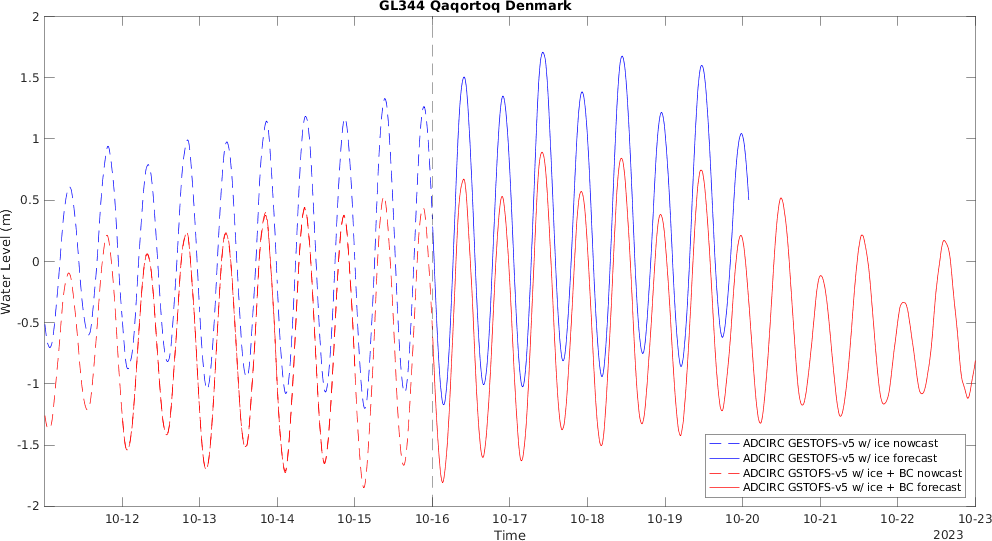 GL344 Qaqortoq Denmark
2
1.5
1
0.5
0
-0.5
-1
-1.5
-2
Water Level (m)
10-12 10-13 10-14 10-15 10-16 10-17 10-18 10-19 10-20 10-21 10-22 10-23
Time
2023
ADCIRC GESTOFS-v5 w/ ice nowcast
ADCIRC GESTOFS-v5 w/ ice forecast
ADCIRC GSTOFS-v5 w/ ice + BC nowcast
ADCIRC GSTOFS-v5 w/ ice + BC forecast